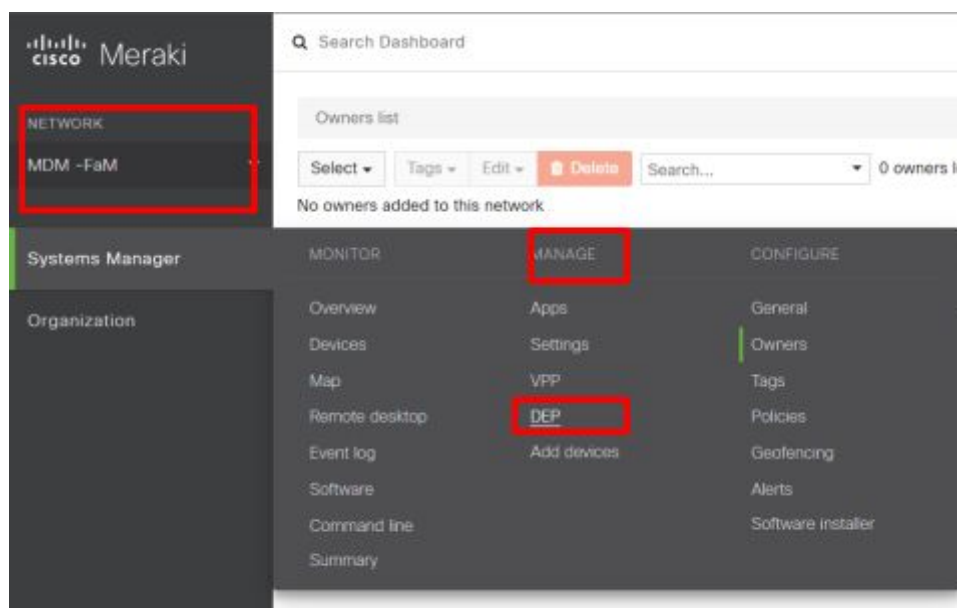 cisco Meraki
Search Dashboard
NETWORK
MDM -FaM
Owners list
Select
Tags
Edit
Delete
Search...
0 owners
No owners added to this network
Systems Manager
Organization
MONITOR
Overview
Devices
Map
Remote desktop
Event log
Software
Command line
Summary
MANAGE
Apps
Settings
VPP
DEP
Add devices
CONFIGURE
General
Owners
Tags
Policies
Geofencing
Alerts
Software installer